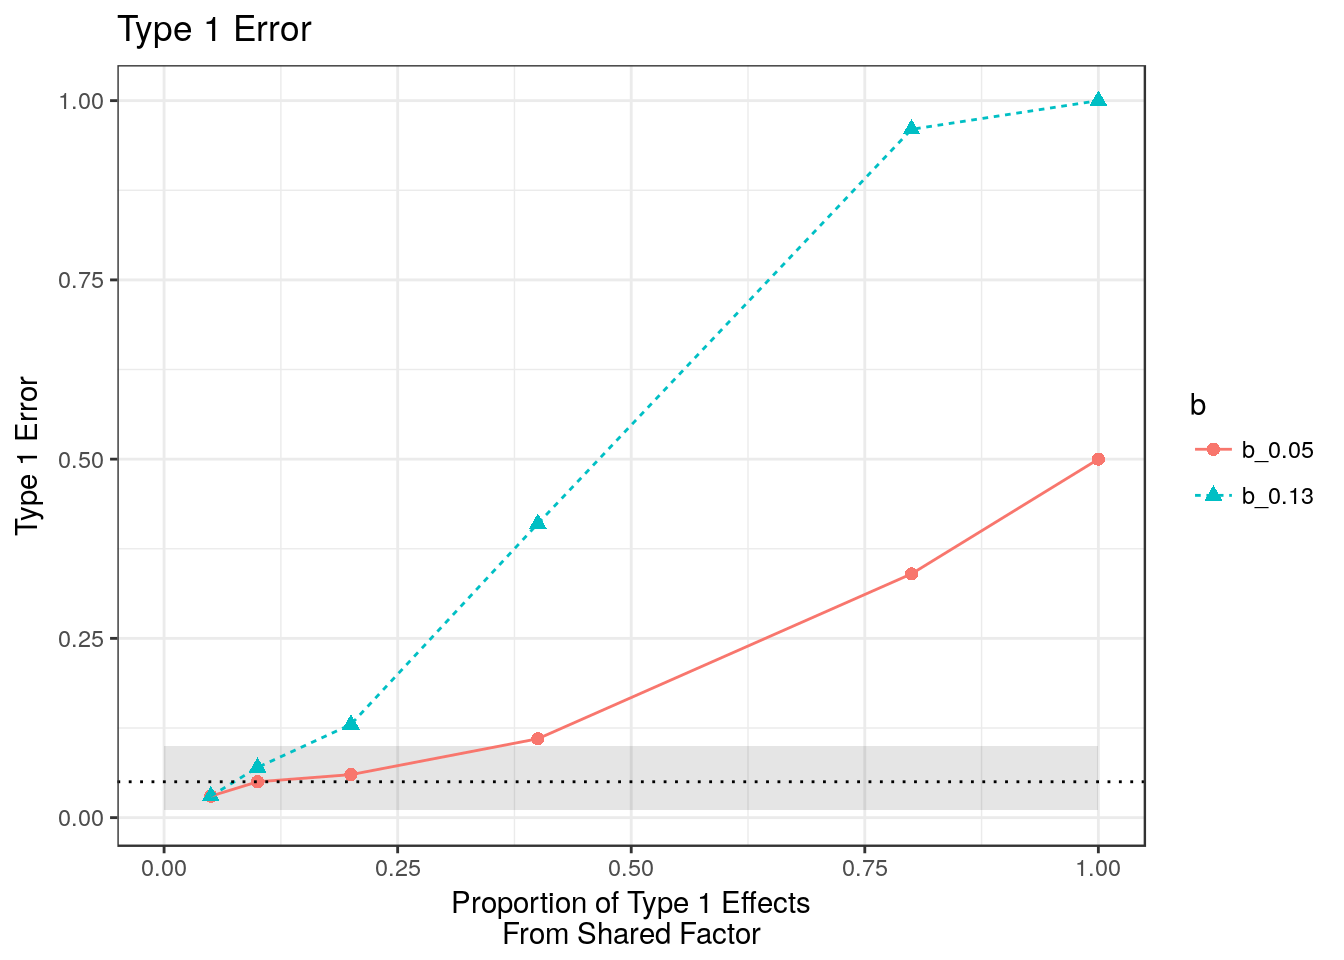 Type 1 Error
1.00
0.75
0.50
0.25
0.00
Type 1 Error
0.00 0.25 0.50 0.75 1.00
Proportion of Type 1 Effects
From Shared Factor
b
b_0.05
b_0.13